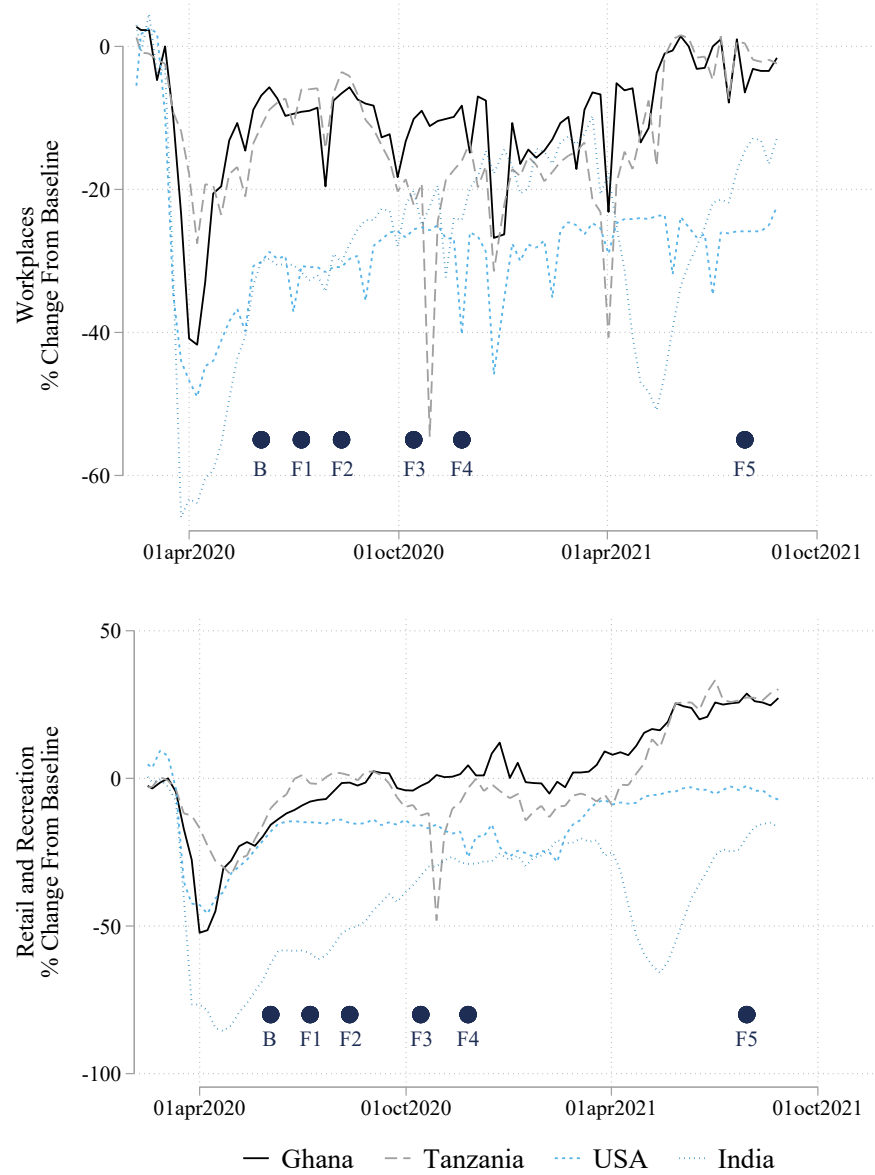 Workplaces
% Change From Baseline
0
-20
-40
-60
B F1 F2 F3 F4 F5
01apr2020 01oct2020 01apr2021 01oct2021
Retail and Recreation
% Change From Baseline
50
0
-50
-100
B F1 F2 F3 F4 F5
01apr2020 01oct2020 01apr2021 01oct2021
Ghana Tanzania USA India